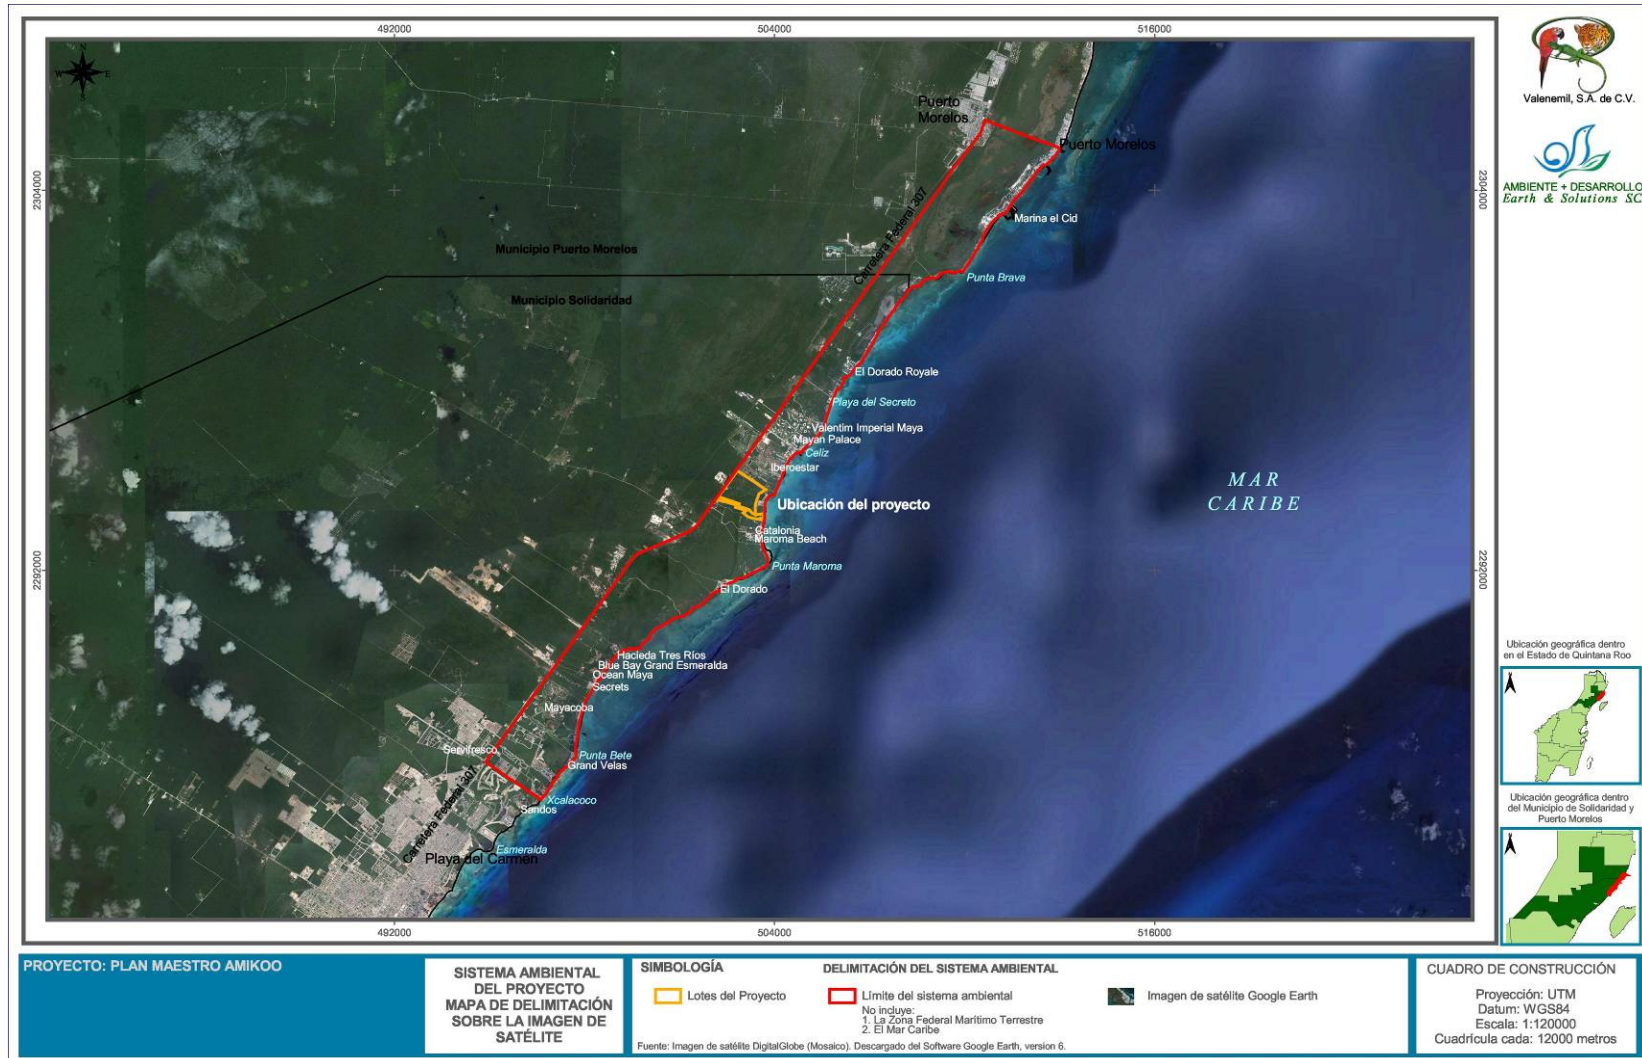 492000
504000
516000
N
W
E
S
Puerto
Morelos
Puerto Morelos
2304000
2304000
Marina el Cid
Carretera Federal 307
Municipio Puerto Morelos
Municipio Solidaridad
Punta Brava
El Dorado Royale
Playa del Secreto
Valentim Imperial Maya
Mayan Palace
Celíz
Iberoestar
Ubicación del proyecto
MAR
CARIBE
Catalonia
Maroma Beach
Punta Maroma
2292000
2292000
El Dorado
Hacieda Tres Ríos
Blue Bay Grand Esmeralda
Ocean Maya
Secrets
Mayacoba
Servifresco
Punta Bete
Grand Velas
Xcalacoco
Sandos
Carretera Federal 307
Esmeralda
Playa del Carmen
492000
504000
516000
Valenemil, S.A. de C.V.
AMBIENTE + DESARROLLO
Earth & Solutions SC
Ubicación geográfica dentro
en el Estado de Quintana Roo
Ubicación geográfica dentro
del Municipio de Solidaridad y
Puerto Morelos
PROYECTO: PLAN MAESTRO AMIKOO
SISTEMA AMBIENTAL
DEL PROYECTO
MAPA DE DELIMITACIÓN
SOBRE LA IMAGEN DE
SATÉLITE
SIMBOLOGÍA
Lotes del Proyecto
DELIMITACIÓN DEL SISTEMA AMBIENTAL
Límite del sistema ambiental
No incluye:
1. La Zona Federal Marítimo Terrestre
2. El Mar Caribe
Imagen de satélite Google Earth
Fuente: Imagen de satélite DigitalGlobe (Mosaico). Descargado del Software Google Earth, version 6.
CUADRO DE CONSTRUCCIÓN
Proyección: UTM
Datum: WGS84
Escala: 1:120000
Cuadrícula cada: 12000 metros